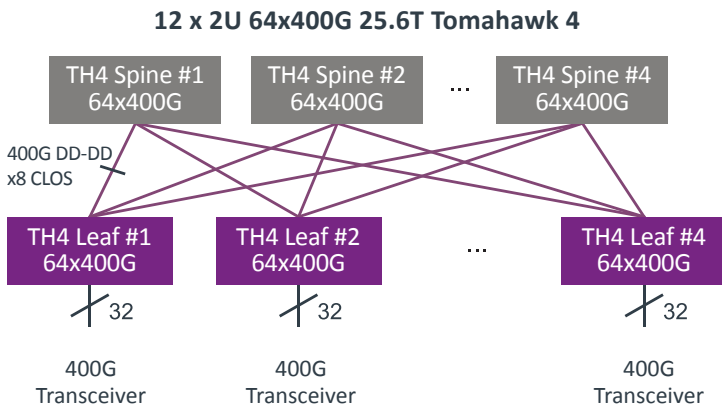 12 x 2U 64x400G 25.6T Tomahawk 4
TH4 Spine #1
64x400G
TH4 Spine #2
64x400G
...
TH4 Spine #4
64x400G
400G DD-DD
x8 CLOS
TH4 Leaf #1
64x400G
TH4 Leaf #2
64x400G
...
TH4 Leaf #4
64x400G
32
32
32
400G
Transceiver
400G
Transceiver
400G
Transceiver